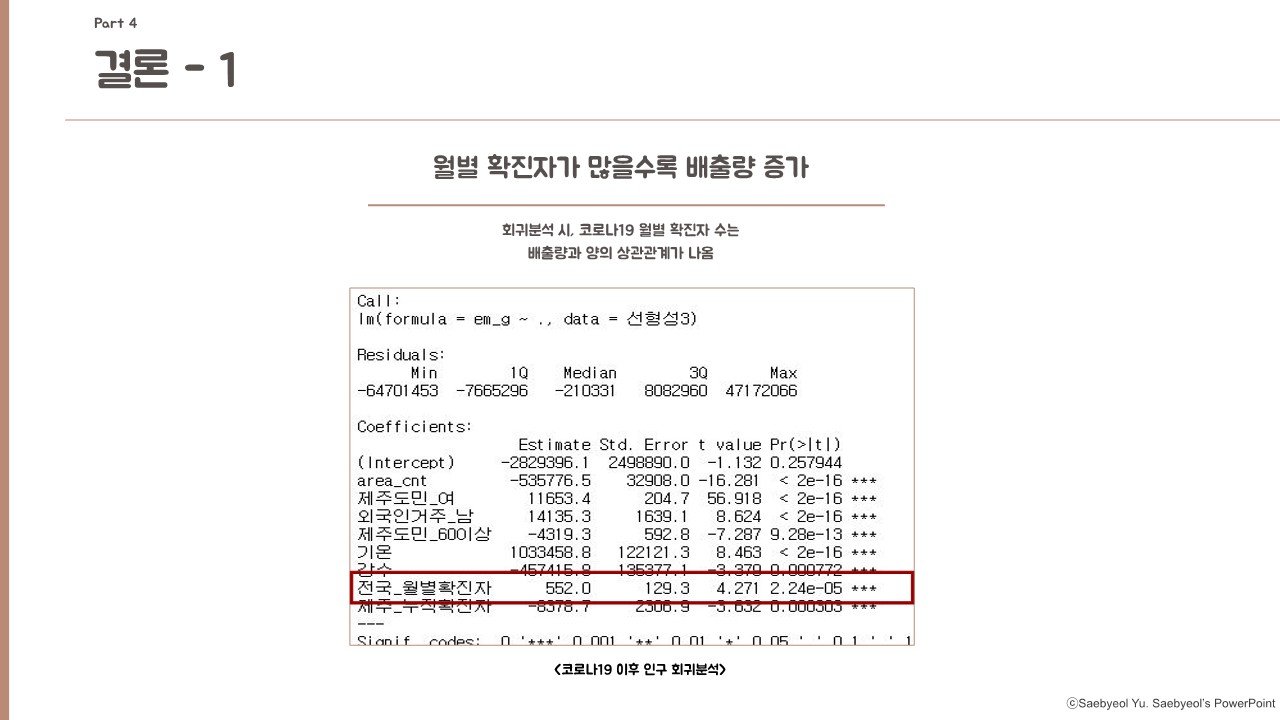 Part 4
결론 - 1
월별 확진자가 많을수록 배출량 증가
회귀분석 시, 코로나19 월별 확진자 수는
배출량과 양의 상관관계가 나옴
Call:
lm(formula = em_g ~ ., data = 선형성3)
Residuals:
Min 1Q Median 3Q Max
-64701453 -7665296 -210331 8082960 47172066
Coefficients:
Estimate Std. Error t value Pr(>|t|)
(Intercept) -2829396.1 2498890.0 -1.132 0.257944
area_cnt -535776.5 32908.0 -16.281 < 2e-16 ***
제주도민_여 11653.4 204.7 56.918 < 2e-16 ***
외국인거주_남 14135.3 1639.1 8.624 < 2e-16 ***
제주도민_60이상 -4319.3 592.8 -7.287 9.28e-13 ***
기온 1033458.8 122121.3 8.463 < 2e-16 ***
강수 -457415.8 135377.1 -3.379 0.000772 ***
전국_월별확진자 552.0 129.3 4.271 2.24e-05 ***
제주_누적확진자 -8378.7 2306.9 -3.632 0.000303 ***
---
Signif. codes: 0 '***' 0.001 '**' 0.01 '*' 0.05 '.' 0.1 ' ' 1
<코로나19 이후 인구 회귀분석>
ⓒSaebyeol Yu. Saebyeol's PowerPoint